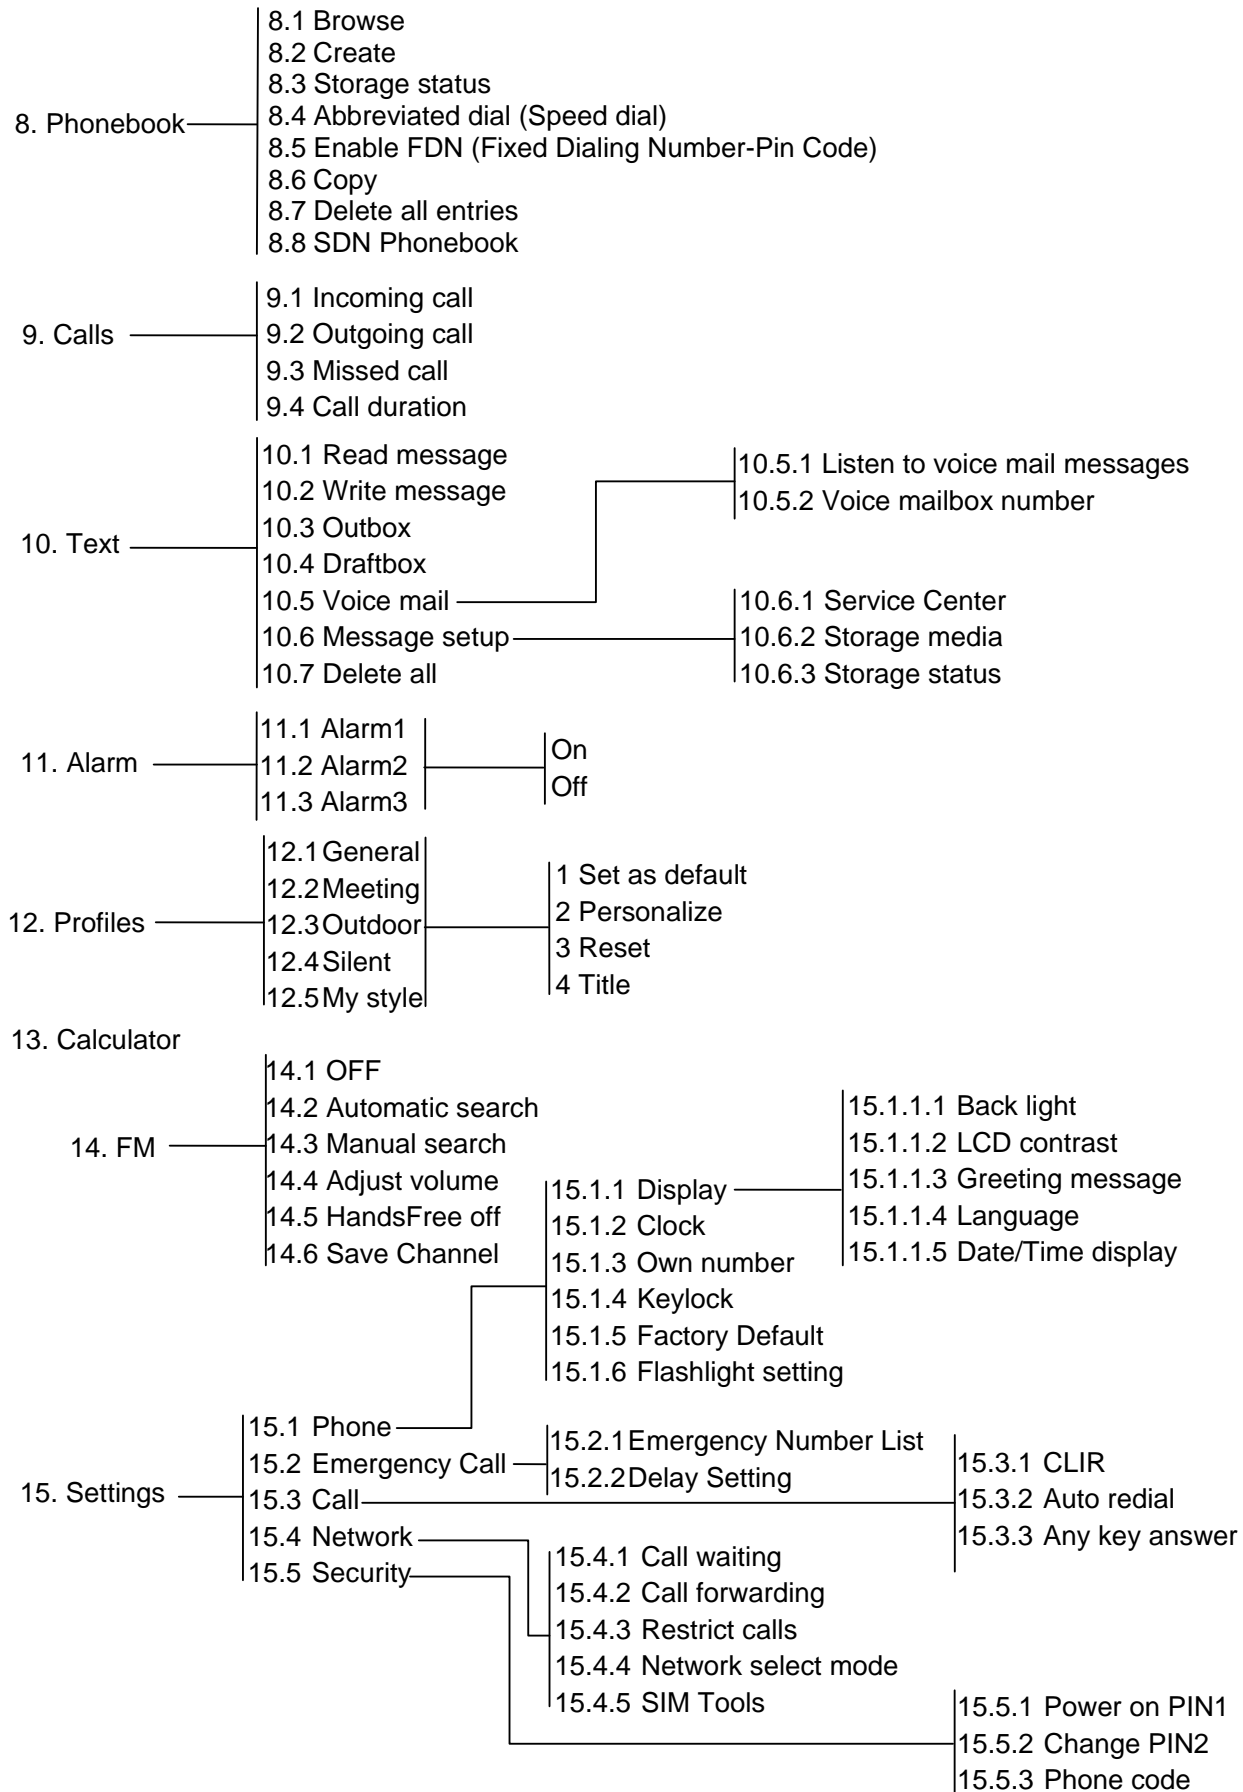 8. Phonebook
8.1 Browse
8.2 Create
8.3 Storage status
8.4 Abbreviated dial (Speed dial)
8.5 Enable FDN (Fixed Dialing Number-Pin Code)
8.6 Copy
8.7 Delete all entries
8.8 SDN Phonebook
9. Calls
9.1 Incoming call
9.2 Outgoing call
9.3 Missed call
9.4 Call duration
10. Text
10.1 Read message
10.2 Write message
10.3 Outbox
10.4 Draftbox
10.5 Voice mail
10.6 Message setup
10.7 Delete all
10.5.1 Listen to voice mail messages
10.5.2 Voice mailbox number
10.6.1 Service Center
10.6.2 Storage media
10.6.3 Storage status
11. Alarm
11.1 Alarm1
11.2 Alarm2
11.3 Alarm3
On
Off
12. Profiles
12.1 General
12.2 Meeting
12.3 Outdoor
12.4 Silent
12.5 My style
1 Set as default
2 Personalize
3 Reset
4 Title
13. Calculator
14. FM
14.1 OFF
14.2 Automatic search
14.3 Manual search
14.4 Adjust volume
14.5 HandsFree off
14.6 Save Channel
15. Settings
15.1 Phone
15.2 Emergency Call
15.3 Call
15.4 Network
15.5 Security
15.1.1 Display
15.1.2 Clock
15.1.3 Own number
15.1.4 Keylock
15.1.5 Factory Default
15.1.6 Flashlight setting
15.1.1.1 Back light
15.1.1.2 LCD contrast
15.1.1.3 Greeting message
15.1.1.4 Language
15.1.1.5 Date/Time display
15.2.1 Emergency Number List
15.2.2 Delay Setting
15.3.1 CLIR
15.3.2 Auto redial
15.3.3 Any key answer
15.4.1 Call waiting
15.4.2 Call forwarding
15.4.3 Restrict calls
15.4.4 Network select mode
15.4.5 SIM Tools
15.5.1 Power on PIN1
15.5.2 Change PIN2
15.5.3 Phone code